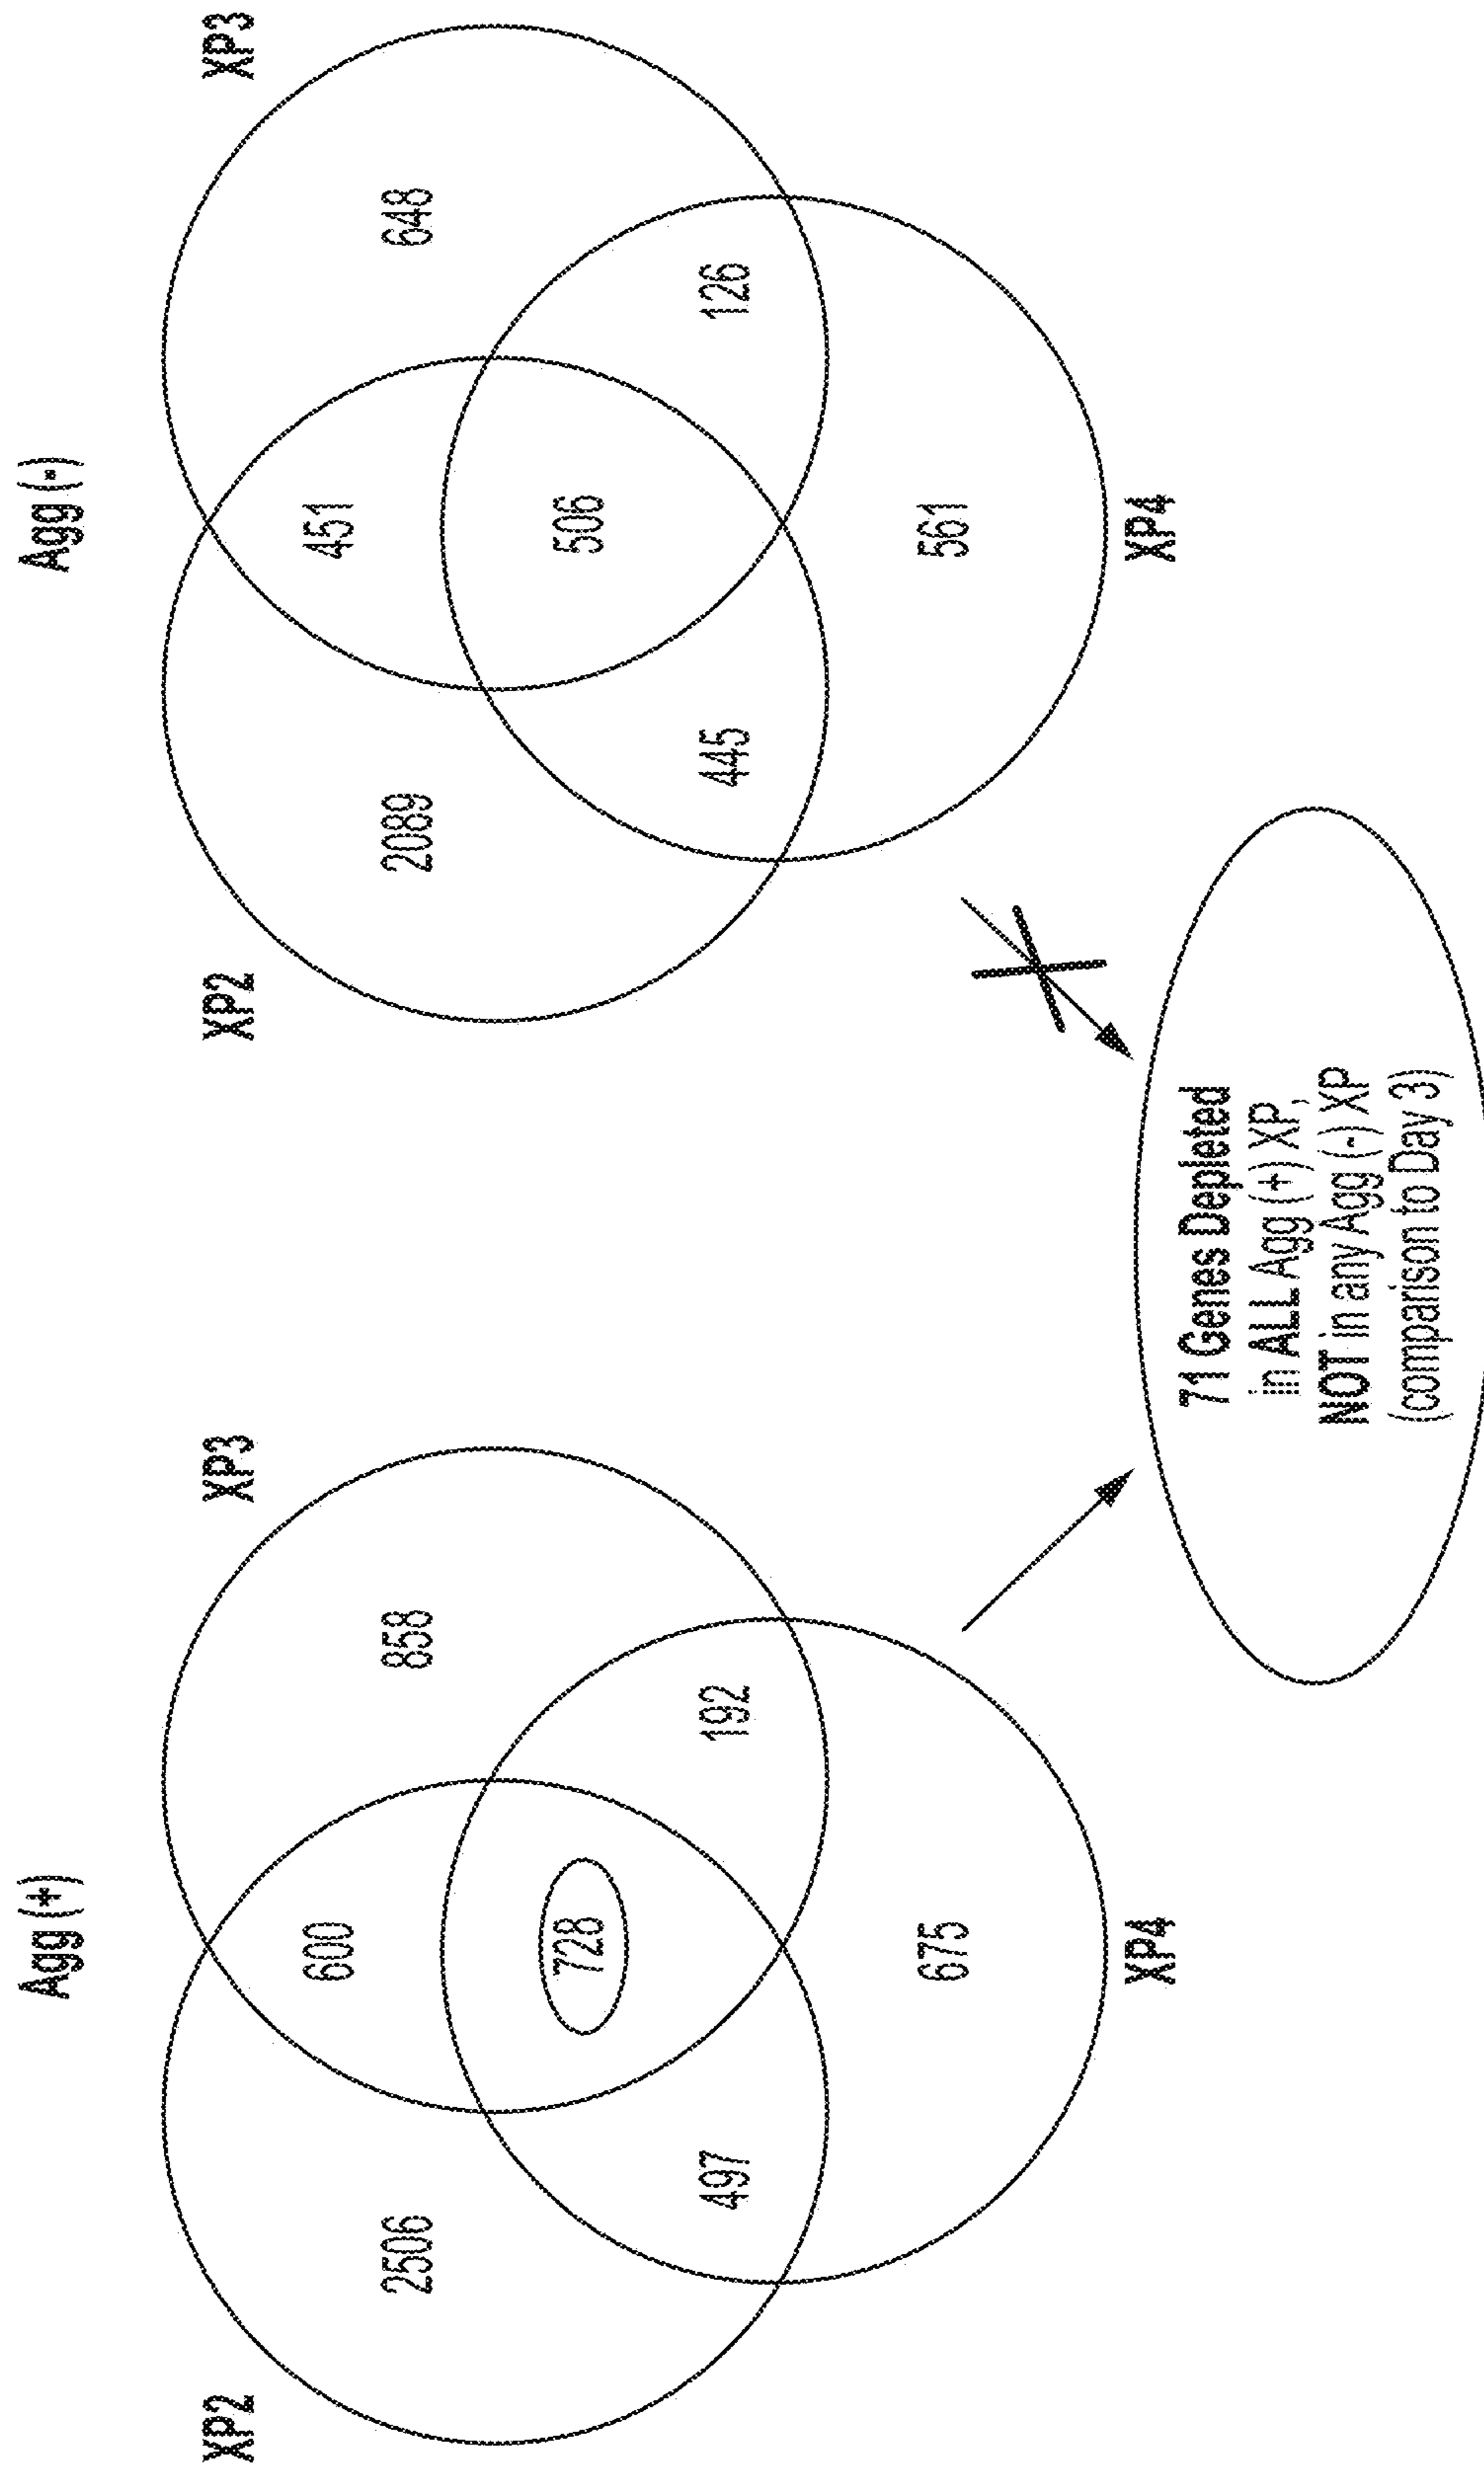 Agg (+)
XP2
XP3
2506
600
858
728
497
192
675
XP4
Agg (-)
XP2
XP3
2089
451
648
506
445
126
561
XP4
71 Genes Depleted
in ALL Agg (+) XP,
NOT in any Agg (-) XP
(comparison to Day 3)